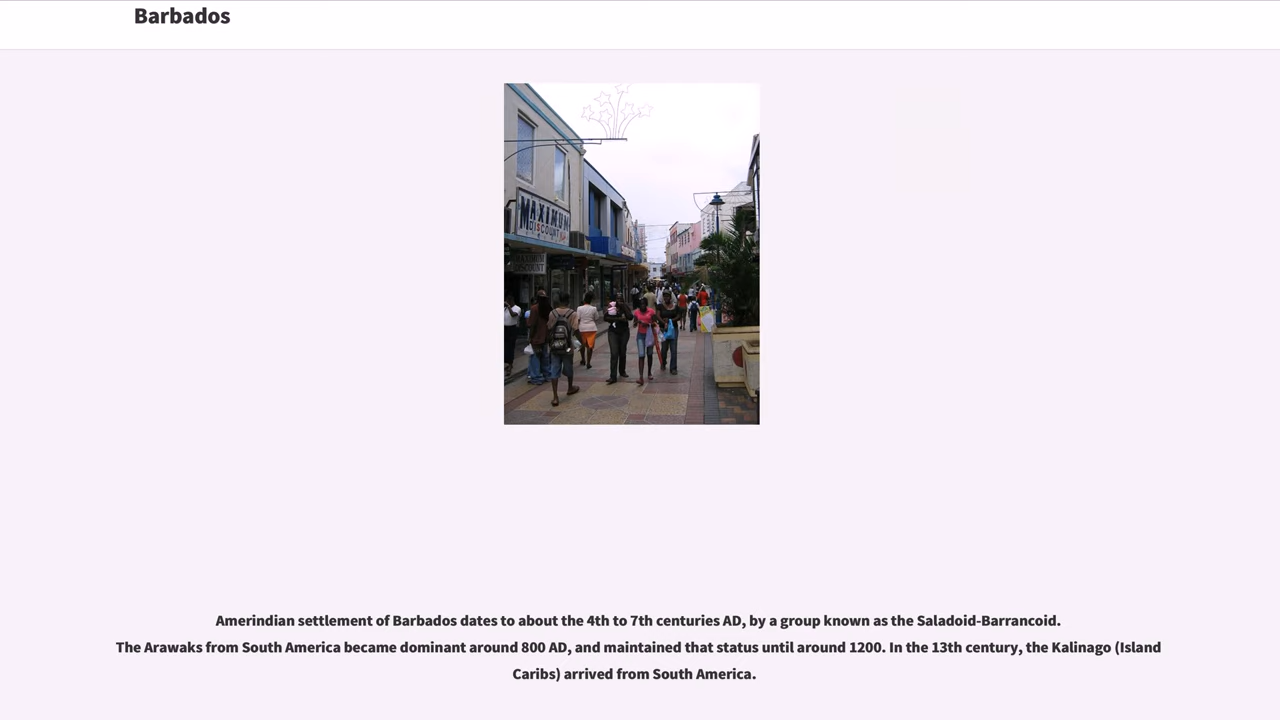 Barbados
MAXIMUM
DISCOUNT
MAXIMUM
DISCOUNT
Amerindian settlement of Barbados dates to about the 4th to 7th centuries AD, by a group known as the Saladoid-Barrancoid.
The Arawaks from South America became dominant around 800 AD, and maintained that status until around 1200. In the 13th century, the Kalinago (Island
Caribs) arrived from South America.